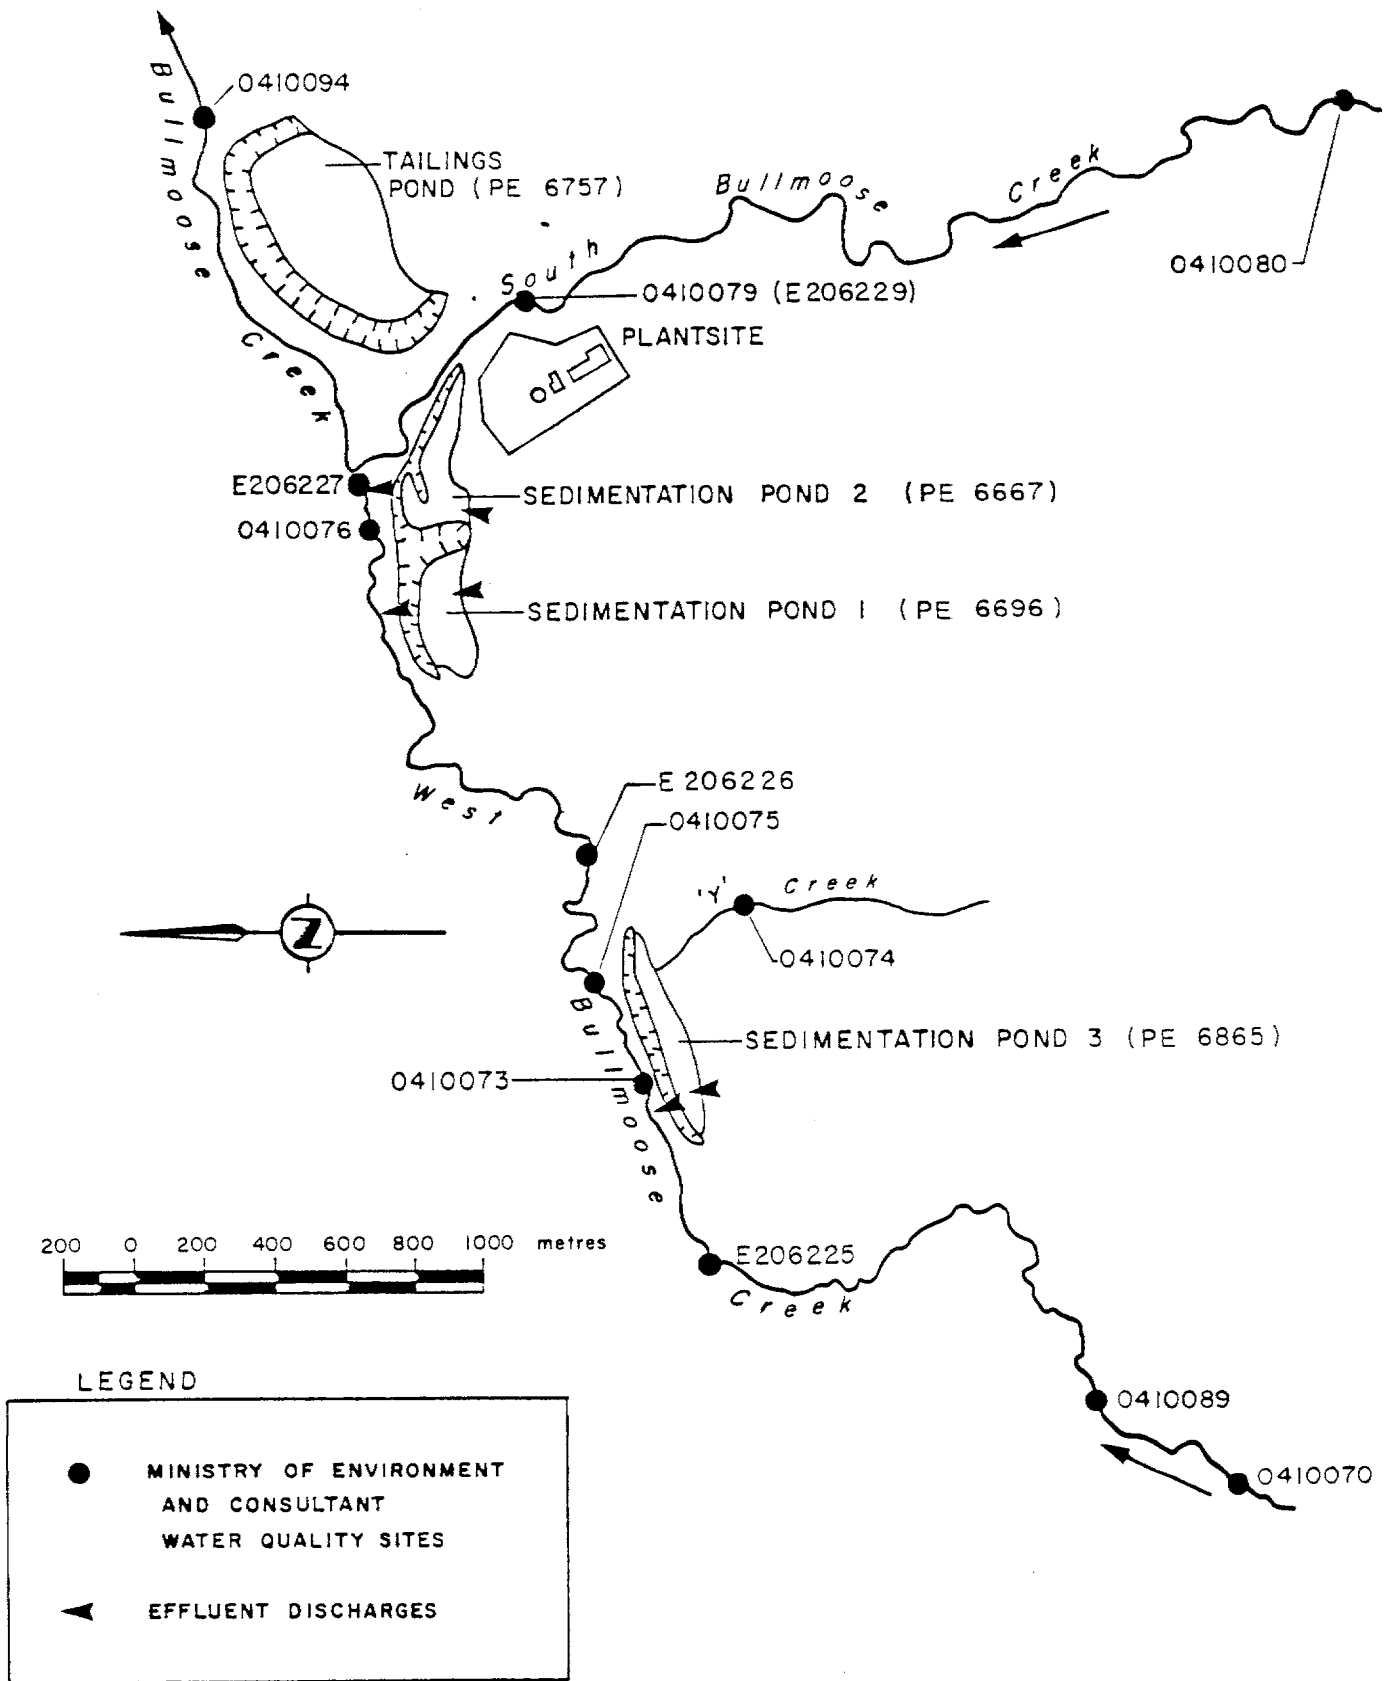 0410094
Bullmoose
Creek
TAILINGS
POND (PE 6757)
South
Bullmoose
Creek
0410080
0410079 (E206229)
PLANTSITE
E206227
SEDIMENTATION POND 2 (PE 6667)
0410076
SEDIMENTATION POND 1 (PE 6696)
West
E 206226
0410075
'Y' Creek
0410074
Z
Bullmoose
SEDIMENTATION POND 3 (PE 6865)
0410073
E206225
Creek
200 0 200 400 600 800 1000 metres
0410089
0410070
LEGEND
MINISTRY OF ENVIRONMENT
AND CONSULTANT
WATER QUALITY SITES
EFFLUENT DISCHARGES